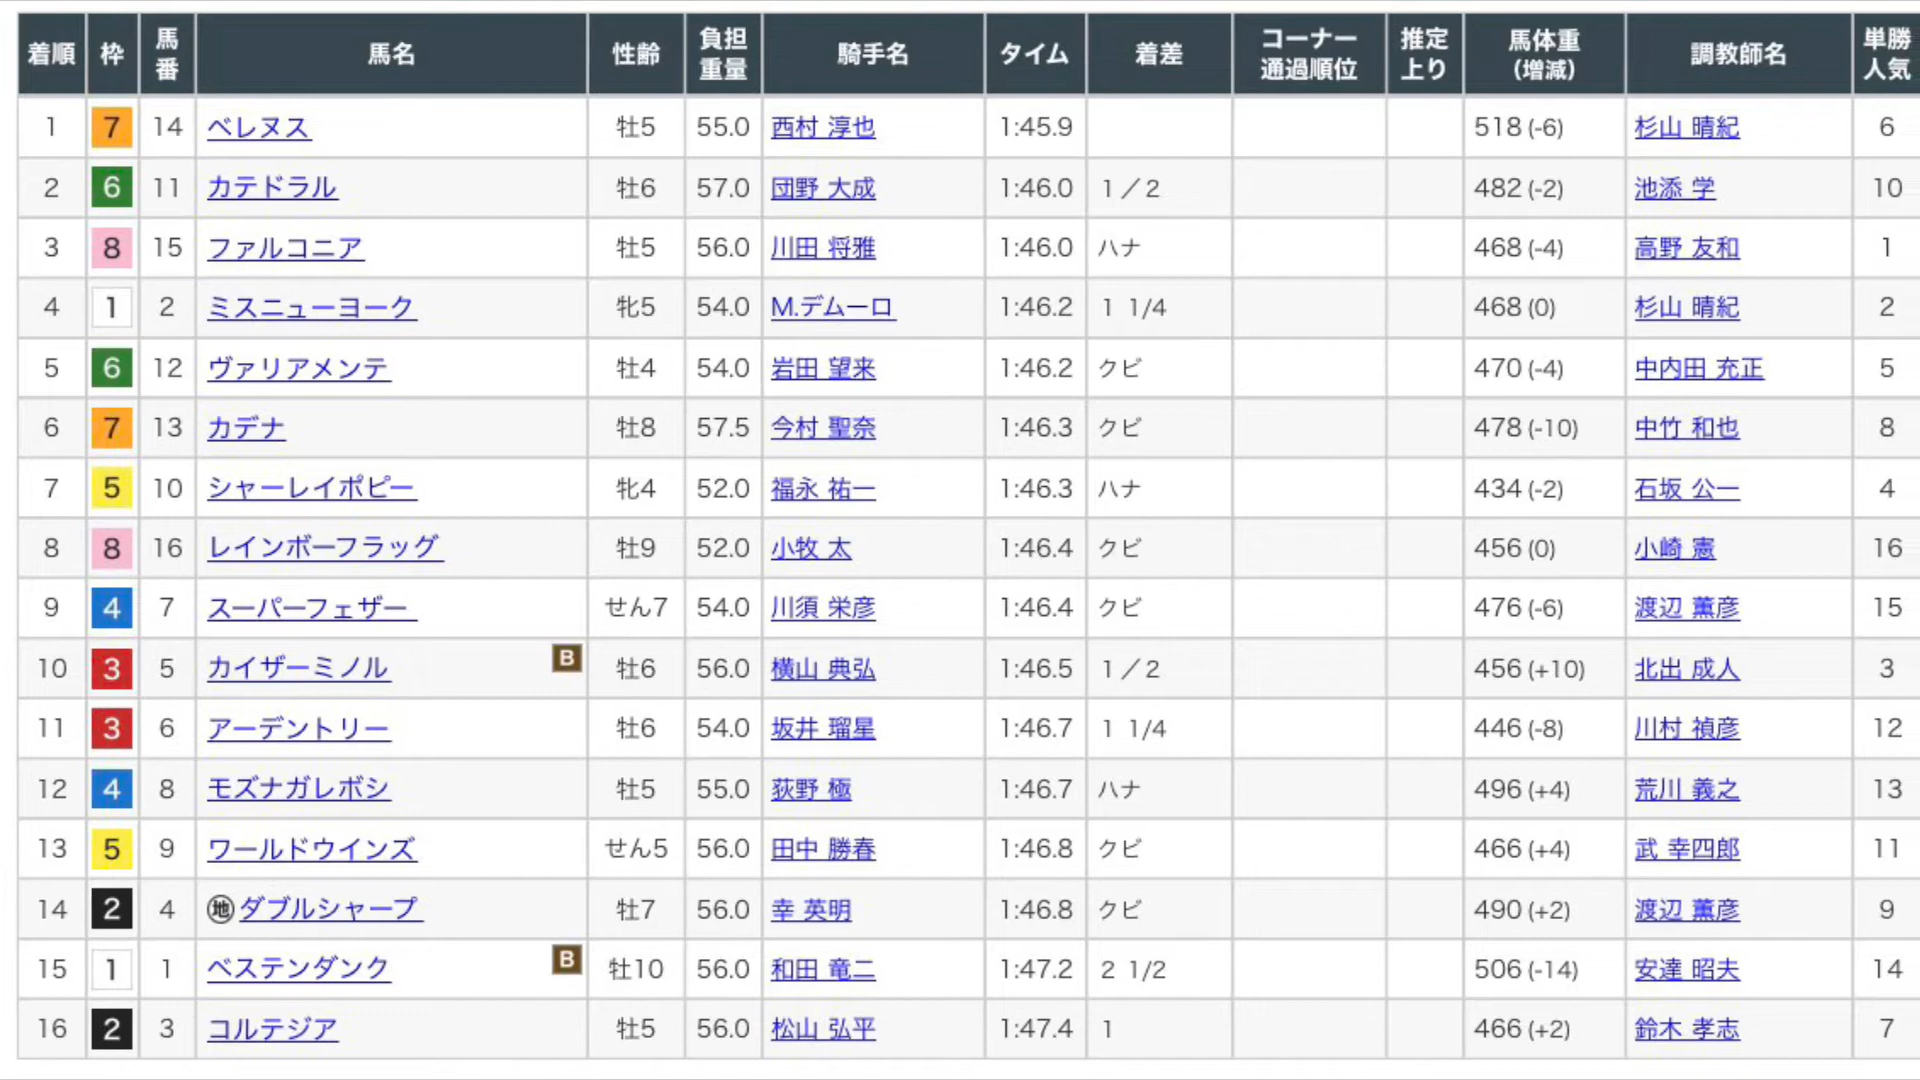 着順 枠 馬番 馬名 性齢 負担重量 騎手名 タイム 着差 コーナー通過順位 推定上り 馬体重(増減) 調教師名 単勝人気
1 7 14 ベレヌス 牡5 55.0 西村 淳也 1:45.9 518 (-6) 杉山 晴紀 6
2 6 11 カテドラル 牡6 57.0 団野 大成 1:46.0 1／2 482 (-2) 池添 学 10
3 8 15 ファルコニア 牡5 56.0 川田 将雅 1:46.0 ハナ 468 (-4) 高野 友和 1
4 1 2 ミスニューヨーク 牝5 54.0 M.デムーロ 1:46.2 1 1/4 468 (0) 杉山 晴紀 2
5 6 12 ヴァリアメンテ 牡4 54.0 岩田 望来 1:46.2 クビ 470 (-4) 中内田 充正 5
6 7 13 カデナ 牡8 57.5 今村 聖奈 1:46.3 クビ 478 (-10) 中竹 和也 8
7 5 10 シャーレイポピー 牝4 52.0 福永 祐一 1:46.3 ハナ 434 (-2) 石坂 公一 4
8 8 16 レインボーフラッグ 牡9 52.0 小牧 太 1:46.4 クビ 456 (0) 小崎 憲 16
9 4 7 スーパーフェザー せん7 54.0 川須 栄彦 1:46.4 クビ 476 (-6) 渡辺 薫彦 15
10 3 5 カイザーミノル B 牡6 56.0 横山 典弘 1:46.5 1／2 456 (+10) 北出 成人 3
11 3 6 アーデントリー 牡6 54.0 坂井 瑠星 1:46.7 1 1/4 446 (-8) 川村 禎彦 12
12 4 8 モズナガレボシ 牡5 55.0 荻野 極 1:46.7 ハナ 496 (+4) 荒川 義之 13
13 5 9 ワールドウインズ せん5 56.0 田中 勝春 1:46.8 クビ 466 (+4) 武 幸四郎 11
14 2 4 地 ダブルシャープ 牡7 56.0 幸 英明 1:46.8 クビ 490 (+2) 渡辺 薫彦 9
15 1 1 ベステンダンク B 牡10 56.0 和田 竜二 1:47.2 2 1/2 506 (-14) 安達 昭夫 14
16 2 3 コルテジア 牡5 56.0 松山 弘平 1:47.4 1 466 (+2) 鈴木 孝志 7